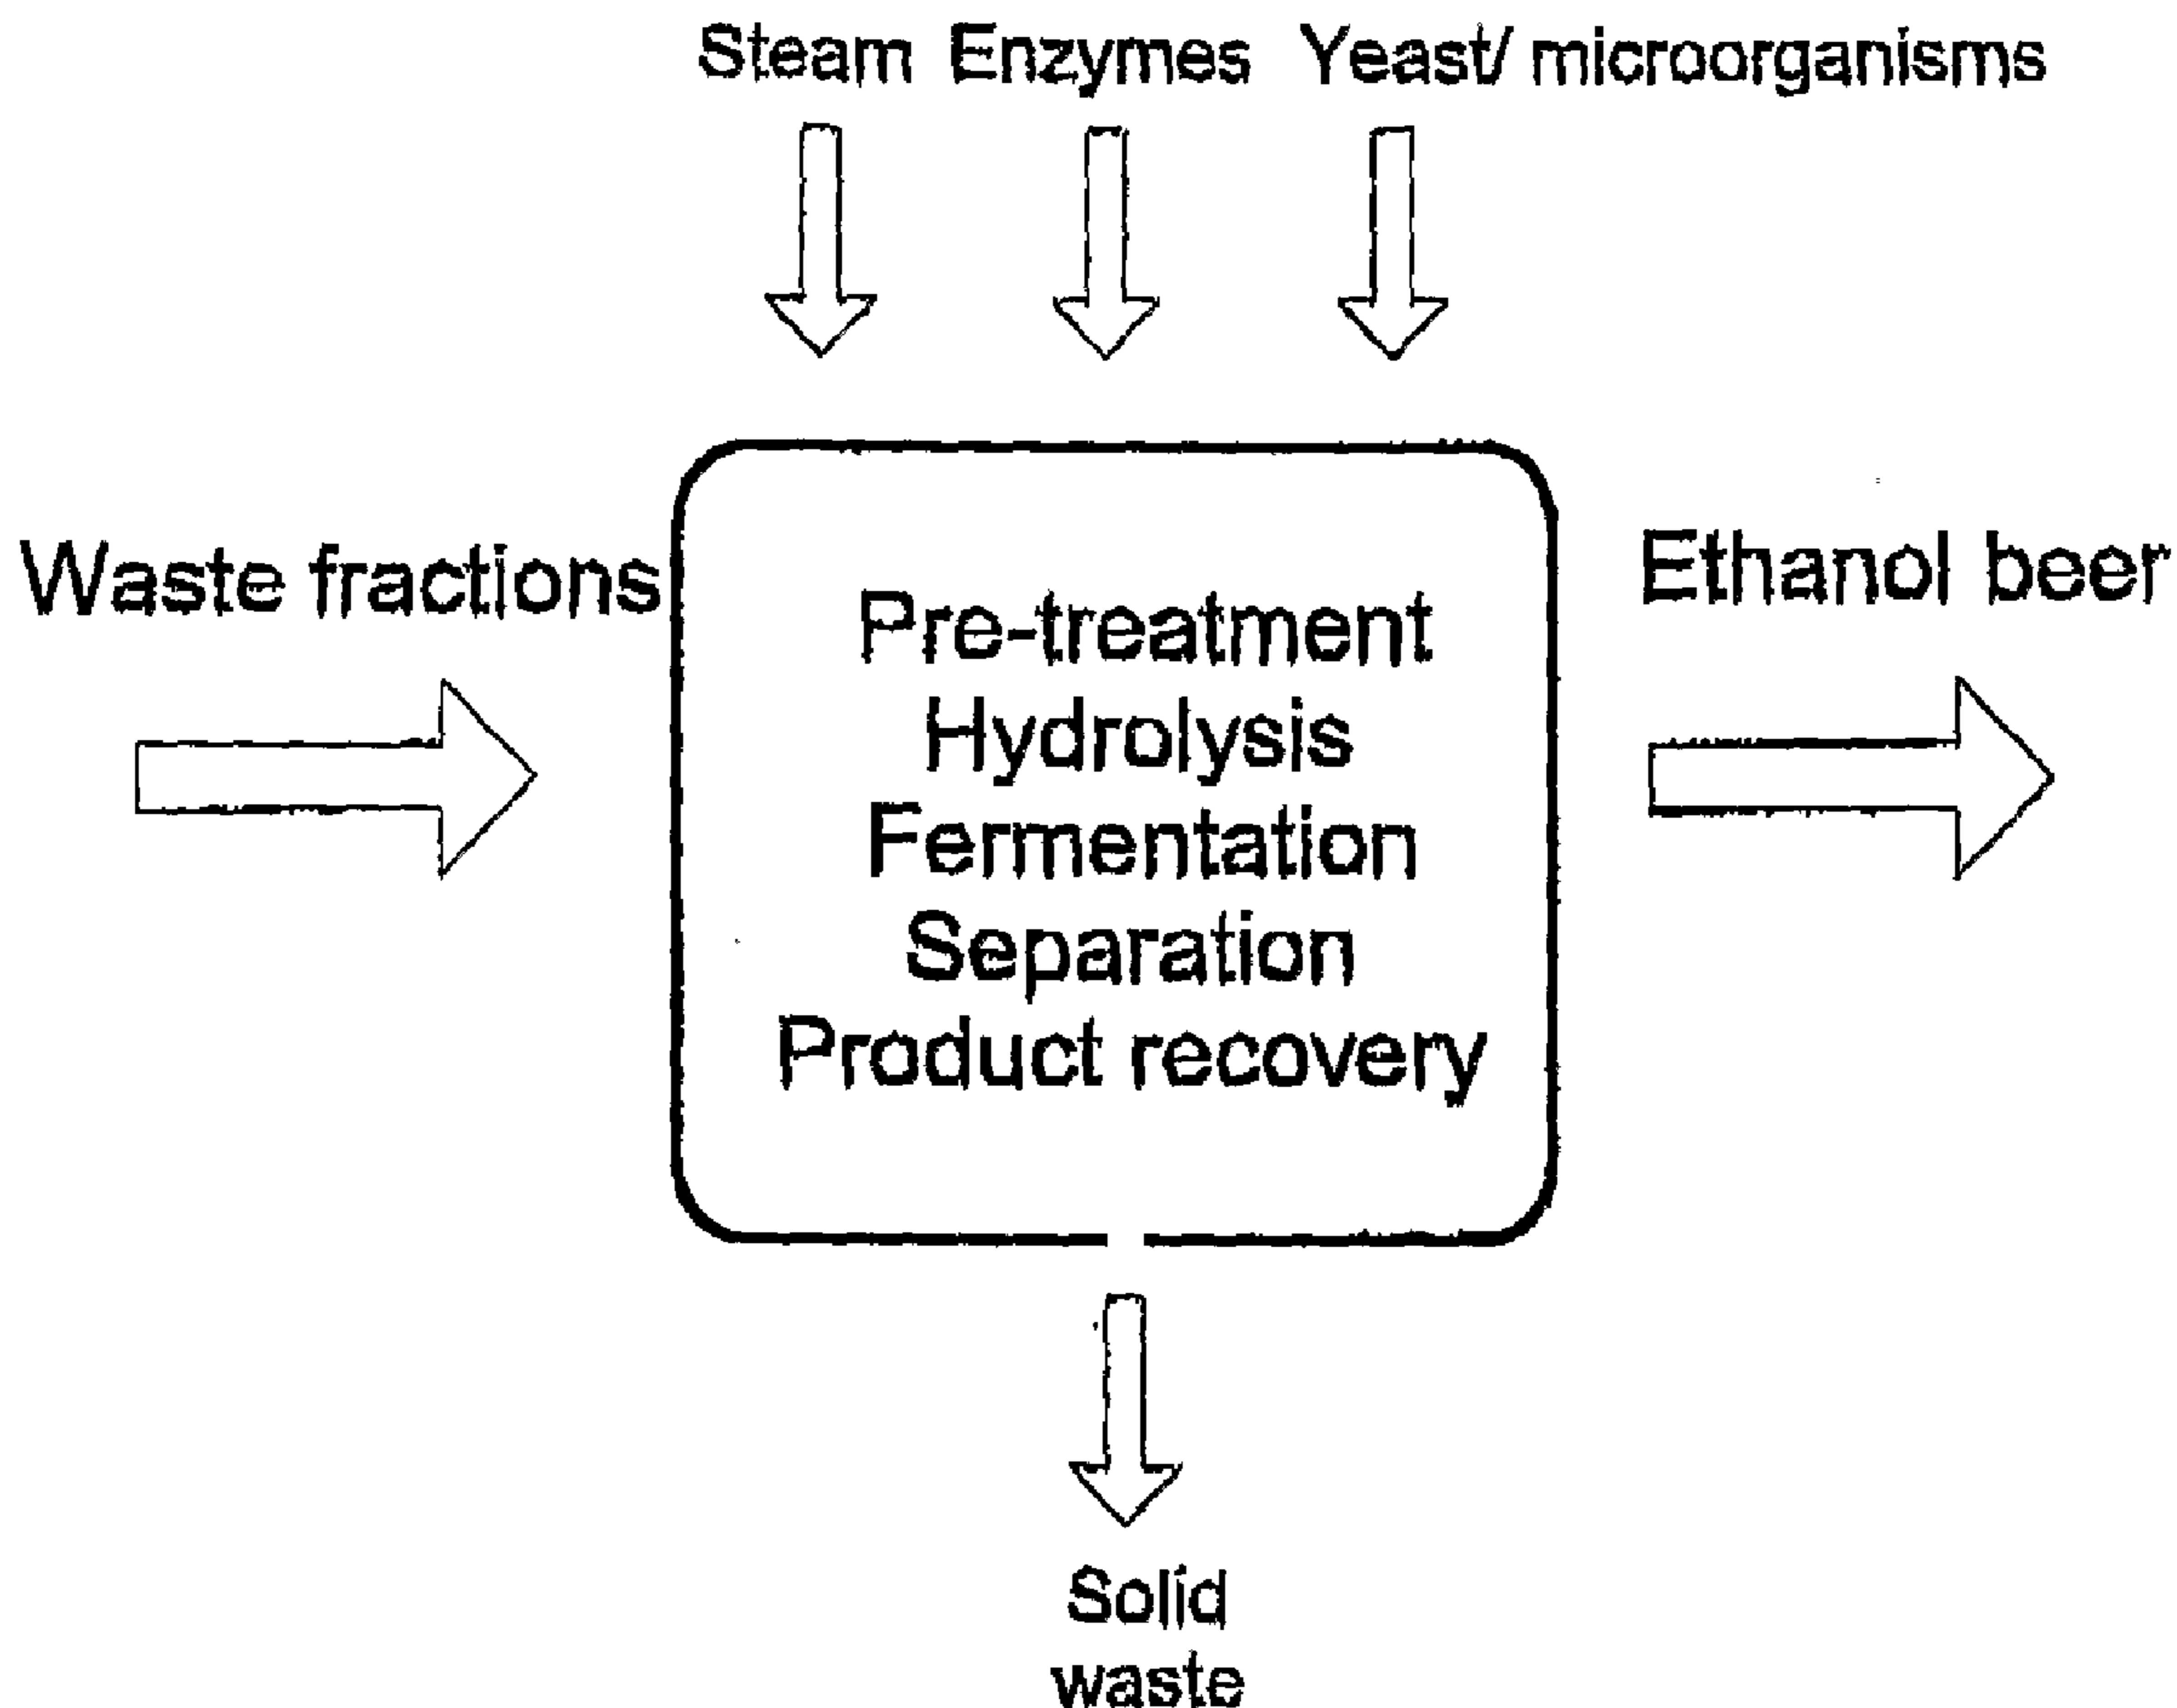 Steam Enzymes Yeast/ microorganisms
Waste fractions
Ethanol beer
Pre-treatment
Hydrolysis
Fermentation
Separation
Product recovery
Solid
waste